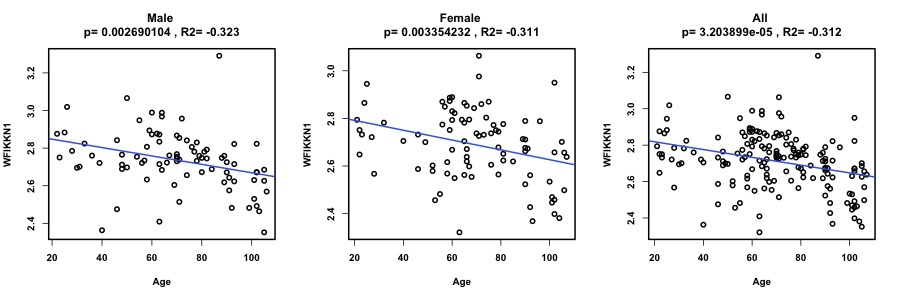 Male
p= 0.002690104 , R2= -0.323
WFIKKN1
3.2
3.0
2.8
2.6
2.4
20 40 60 80 100
Age
Female
p= 0.003354232 , R2= -0.311
WFIKKN1
3.0
2.8
2.6
2.4
20 40 60 80 100
Age
All
p= 3.203899e-05 , R2= -0.312
WFIKKN1
3.2
3.0
2.8
2.6
2.4
20 40 60 80 100
Age